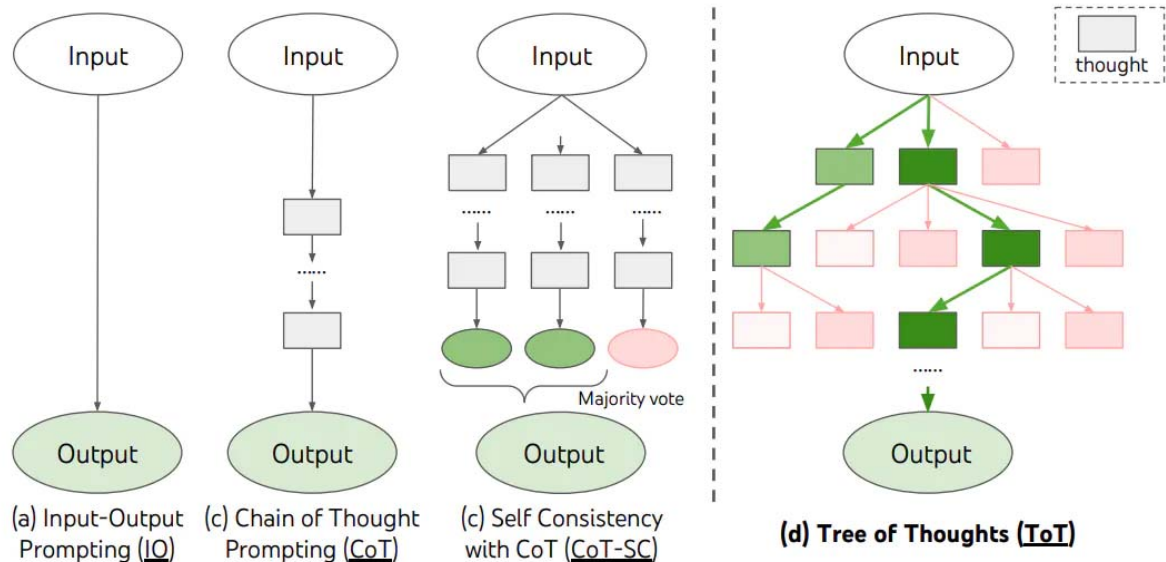 Input
Input
Input
Input
thought
......
...... ...... ......
......
Majority vote
Output
Output
Output
Output
(a) Input-Output
Prompting (IO)
(c) Chain of Thought
Prompting (CoT)
(c) Self Consistency
with CoT (CoT-SC)
(d) Tree of Thoughts (ToT)